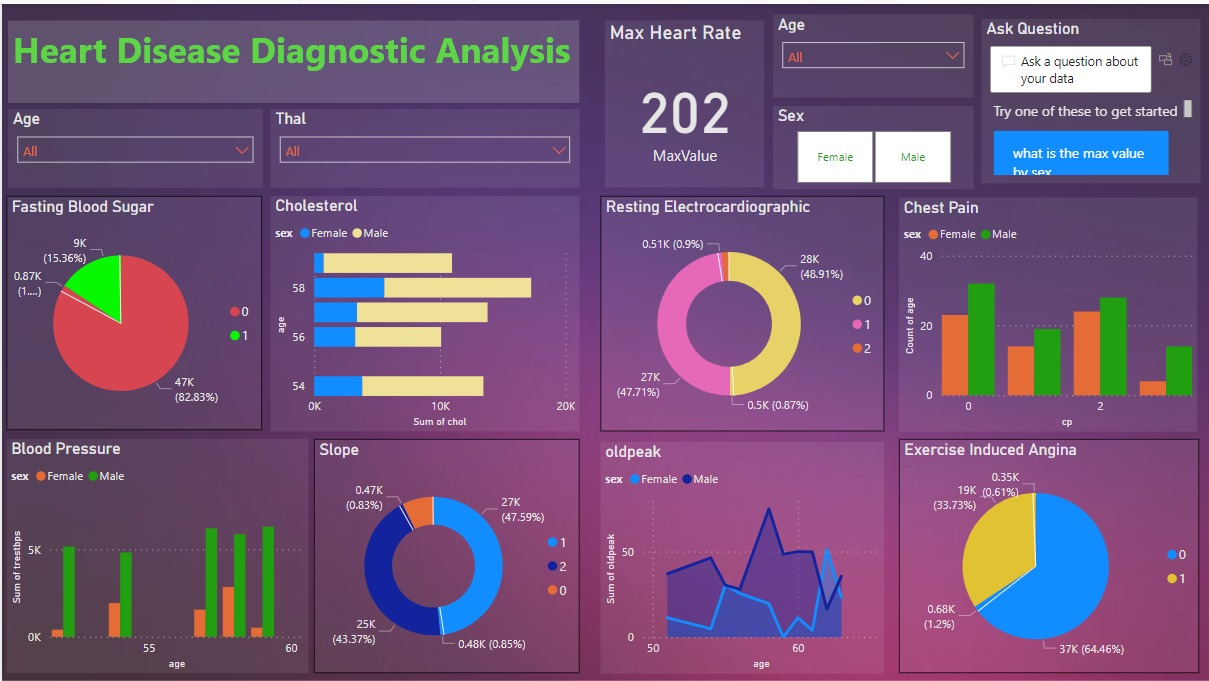 Heart Disease Diagnostic Analysis
Age
All
Thal
All
Max Heart Rate
202
MaxValue
Age
All
Sex
Female
Male
Ask Question
Ask a question about
your data
Try one of these to get started
what is the max value
by sex
Fasting Blood Sugar
9K
(15.36%)
0.87K
(1....)
47K
(82.83%)
0
1
Cholesterol
sex Female Male
age
58
56
54
0K 10K 20K
Sum of chol
Resting Electrocardiographic
0.51K (0.9%)
28K
(48.91%)
27K
(47.71%)
0.5K (0.87%)
0
1
2
Chest Pain
sex Female Male
Count of age
40
20
0
0 2
cp
Blood Pressure
sex Female Male
Sum of trestbps
5K
0K
55 60
age
Slope
0.47K
(0.83%)
27K
(47.59%)
25K
(43.37%)
0.48K (0.85%)
1
2
0
oldpeak
sex Female Male
Sum of oldpeak
50
0
50 60
age
Exercise Induced Angina
0.35K
(0.61%)
19K
(33.73%)
0.68K
(1.2%)
37K (64.46%)
0
1